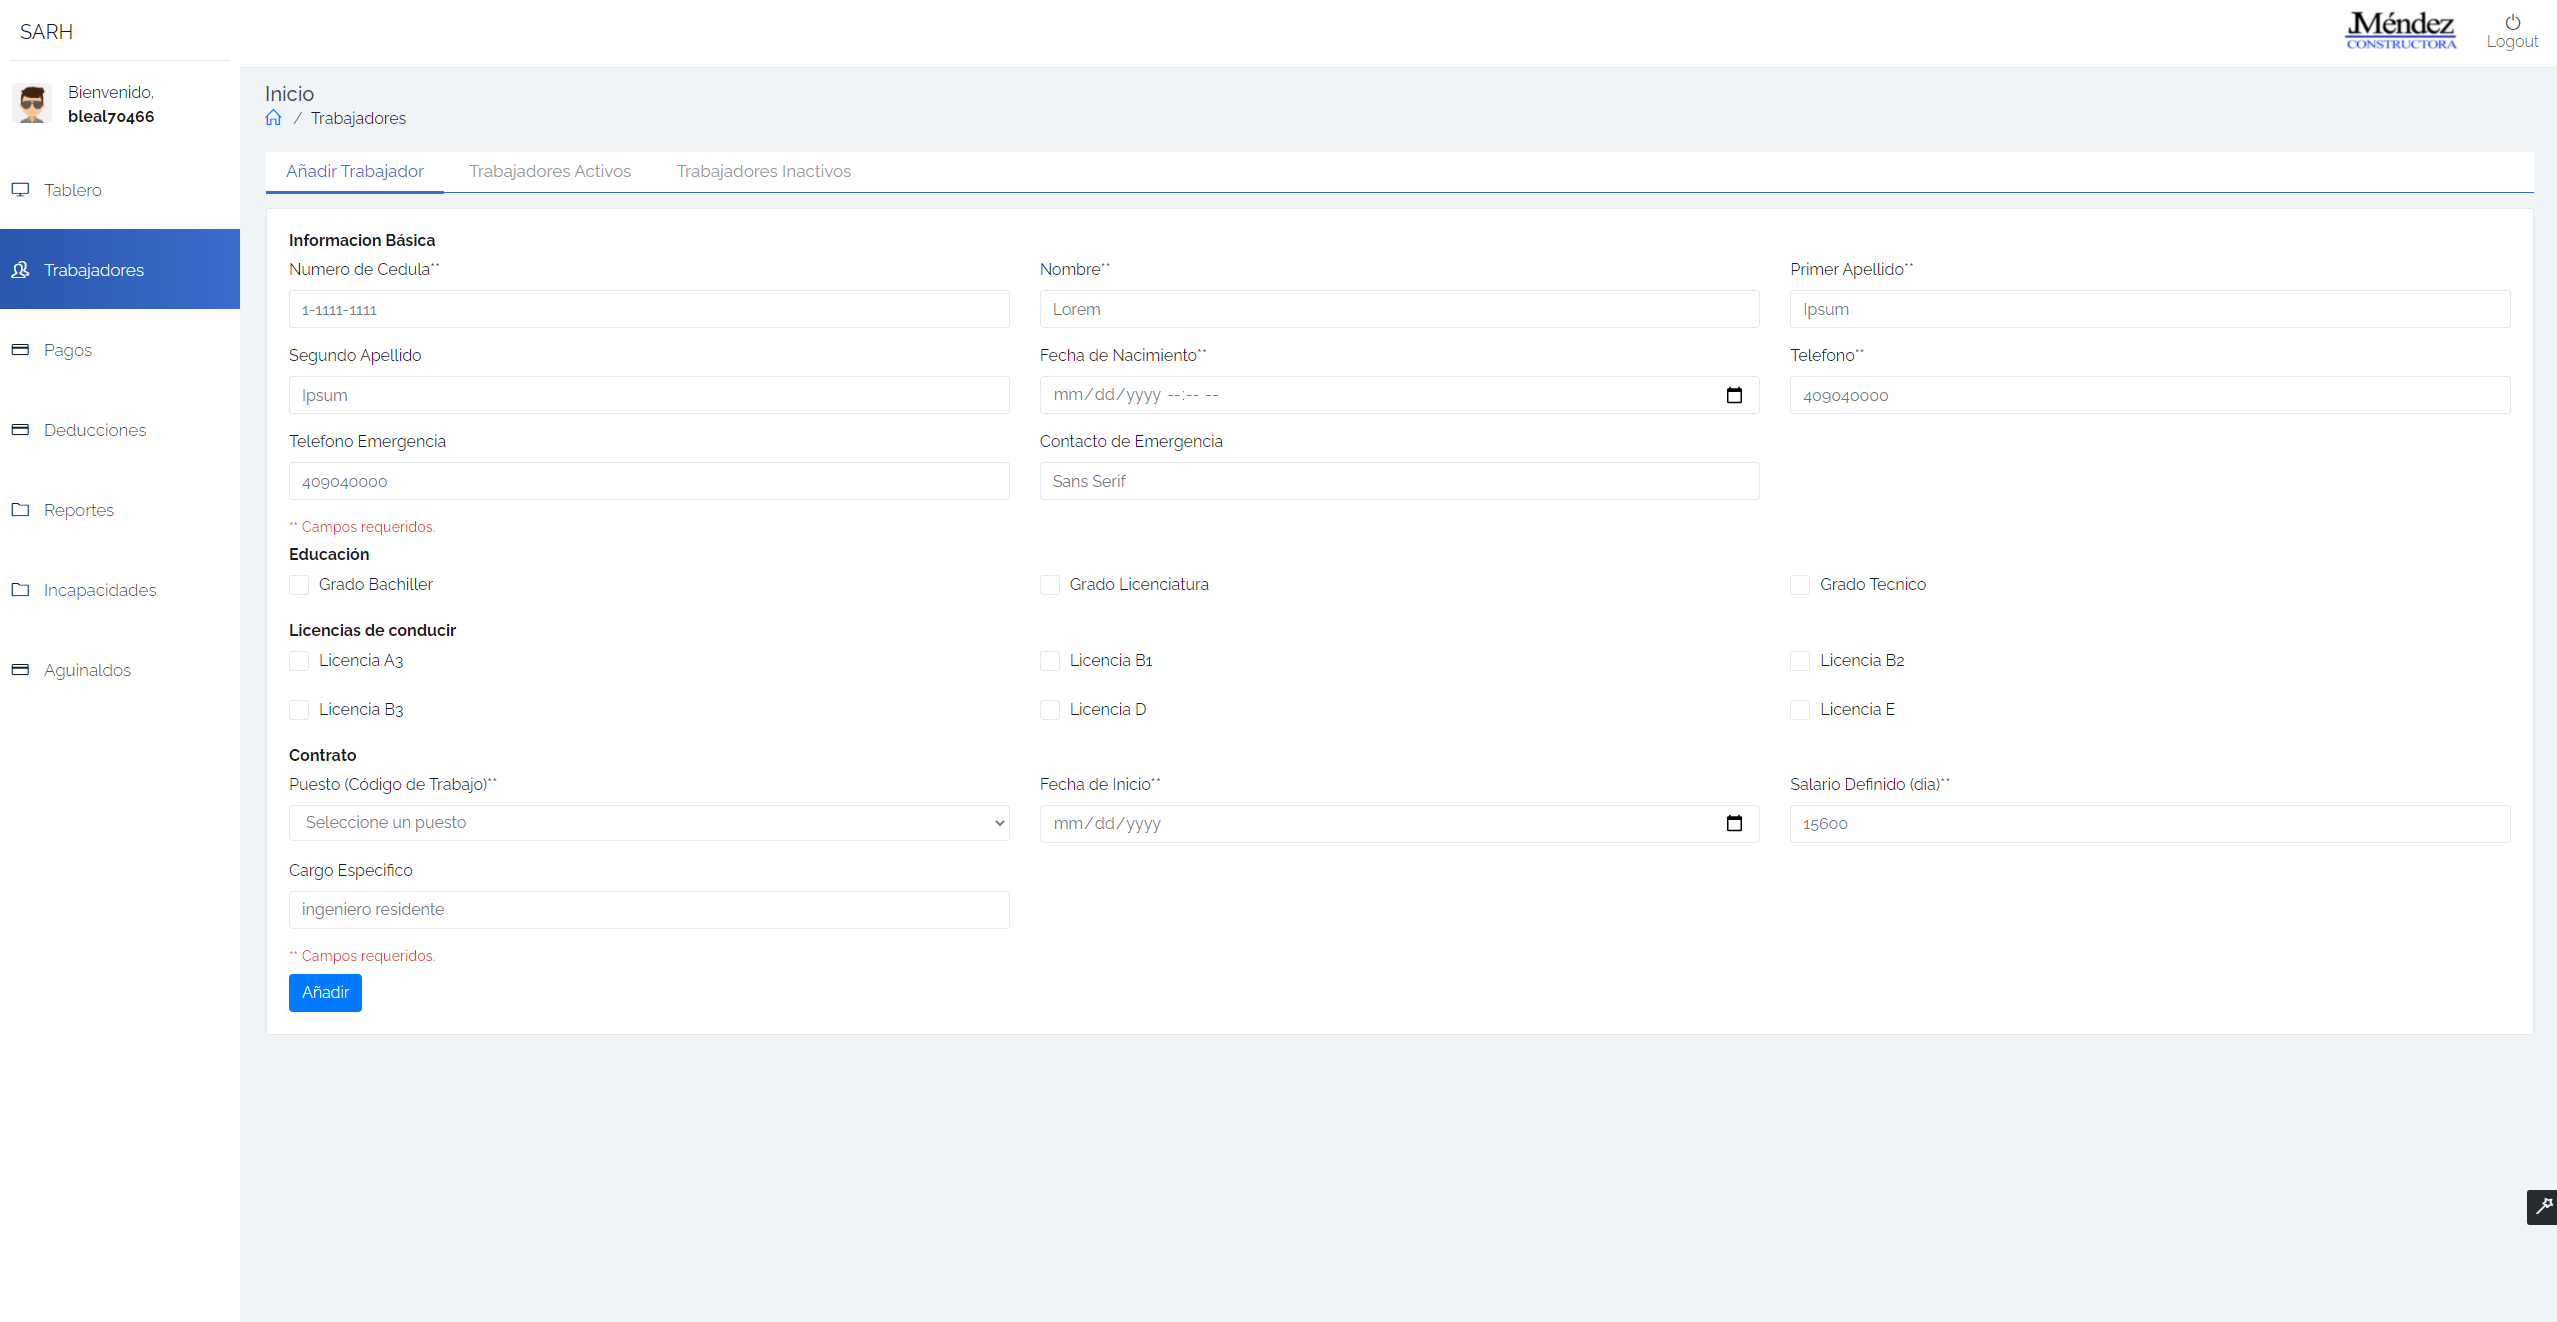 SARH
JMéndez
CONSTRUCTORA
Logout
Bienvenido,
bleal70466
Tablero
Trabajadores
Pagos
Deducciones
Reportes
Incapacidades
Aguinaldos
Inicio
/ Trabajadores
Añadir Trabajador Trabajadores Activos Trabajadores Inactivos
Informacion Básica
Numero de Cedula** Nombre** Primer Apellido**
1-1111-1111 Lorem Ipsum
Segundo Apellido Fecha de Nacimiento** Telefono**
Ipsum mm/dd/yyyy --:-- -- 409040000
Telefono Emergencia Contacto de Emergencia
409040000 Sans Serif
** Campos requeridos.
Educación
Grado Bachiller Grado Licenciatura Grado Tecnico
Licencias de conducir
Licencia A3 Licencia B1 Licencia B2
Licencia B3 Licencia D Licencia E
Contrato
Puesto (Código de Trabajo)** Fecha de Inicio** Salario Definido (dia)**
Seleccione un puesto mm/dd/yyyy 15600
Cargo Especifico
ingeniero residente
** Campos requeridos.
Añadir